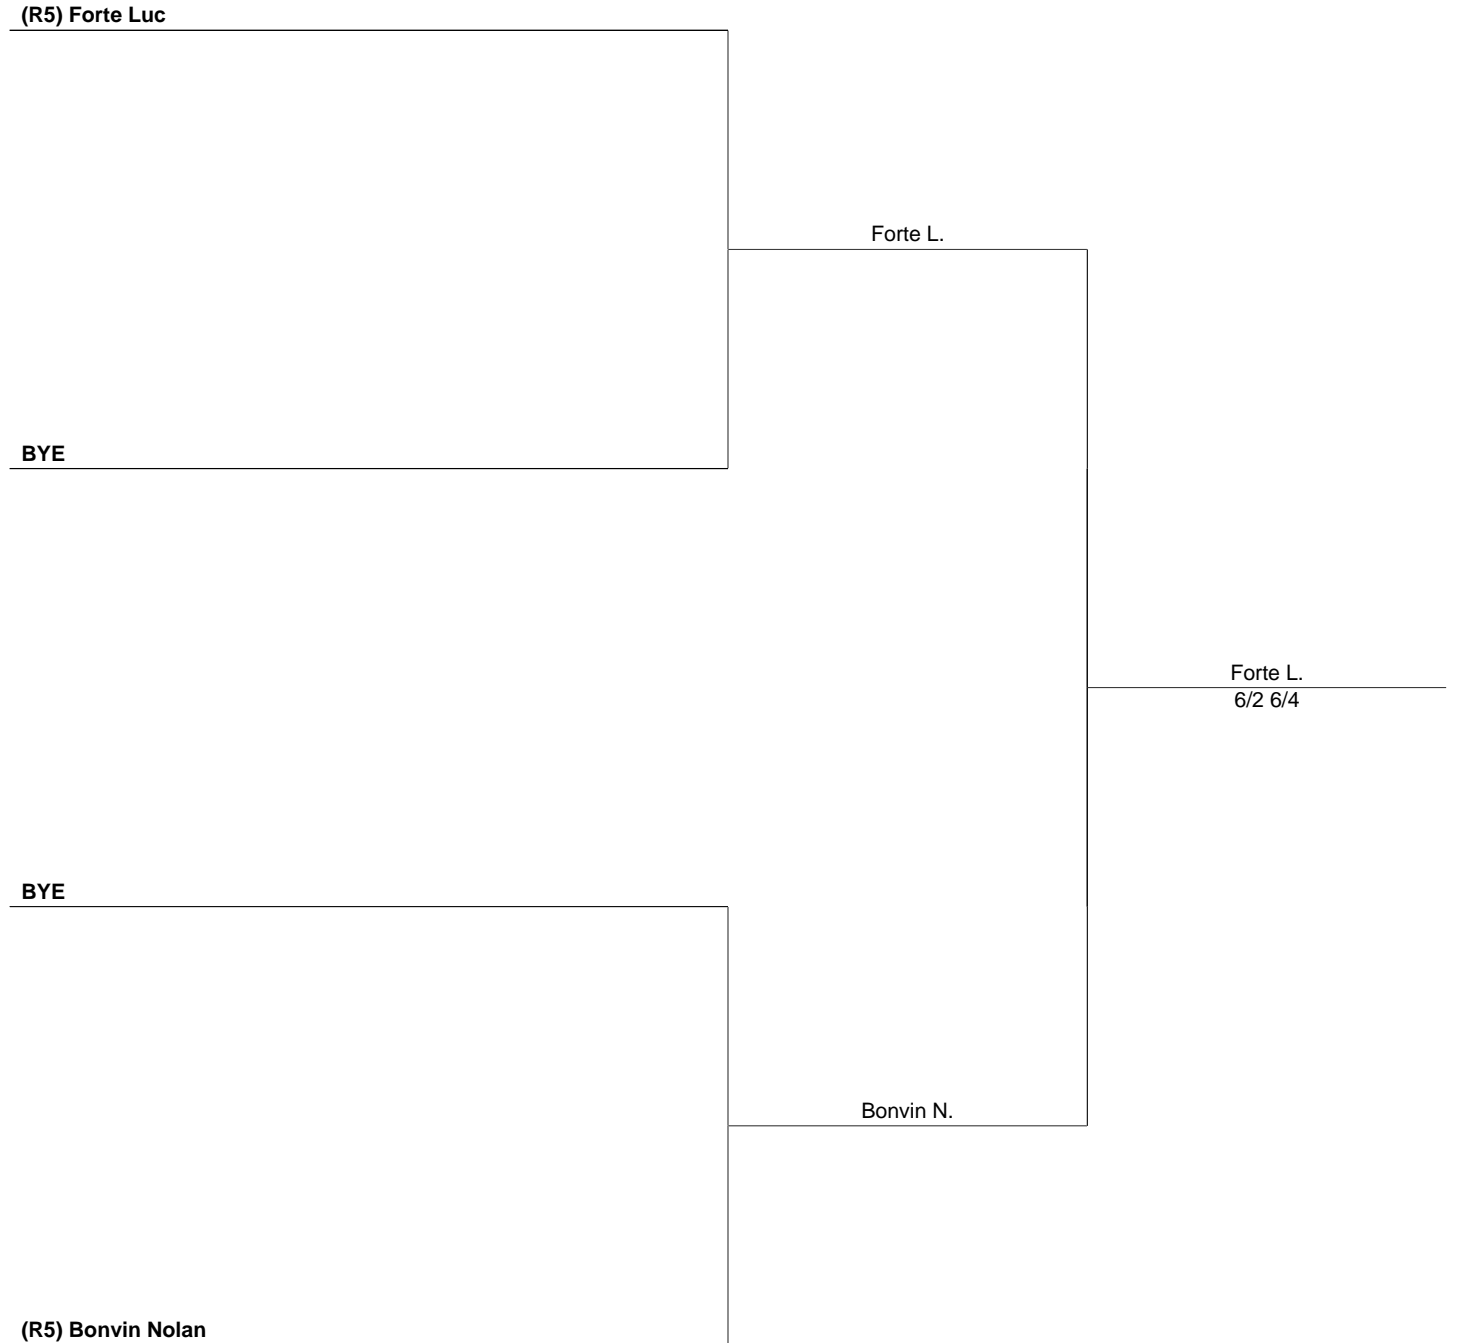 (R5) Forte Luc
Forte L.
BYE
Forte L.
6/2 6/4
BYE
Bonvin N.
(R5) Bonvin Nolan